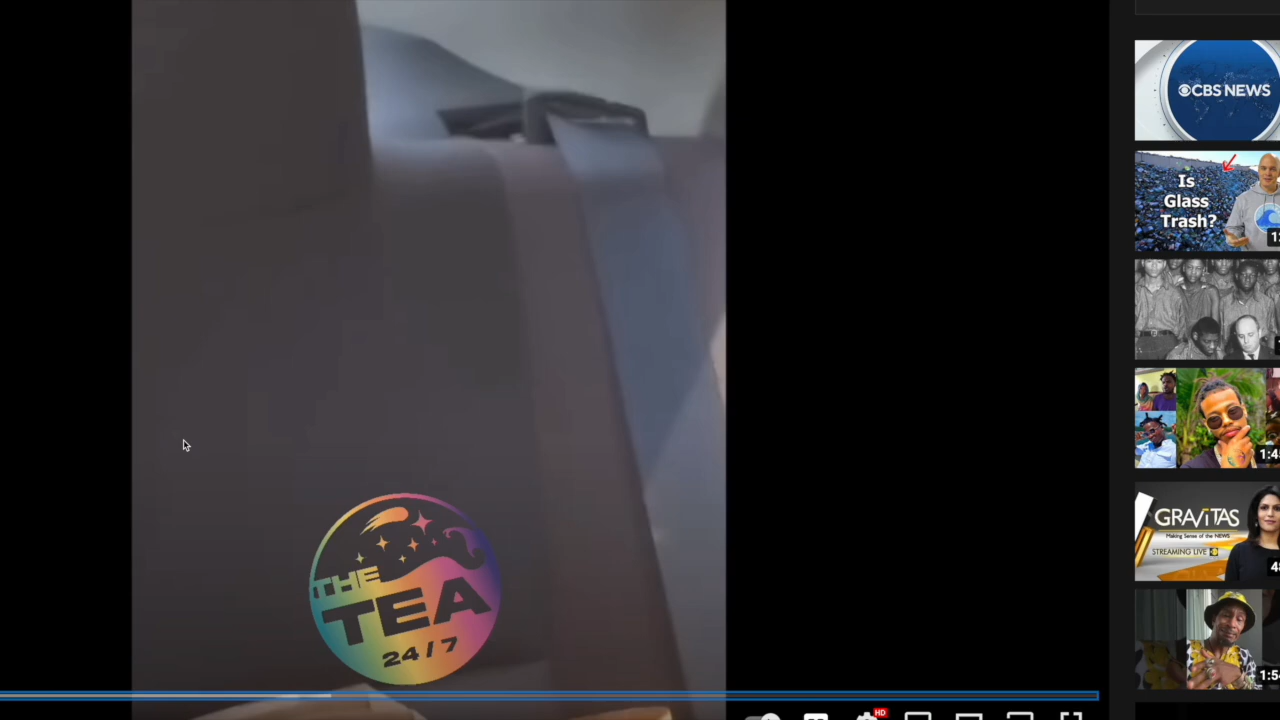 THE
TEA
24/7
HD
CBS NEWS
Is
Glass
Trash?
GRAVITAS
Making Sense of the NEWS
STREAMING LIVE